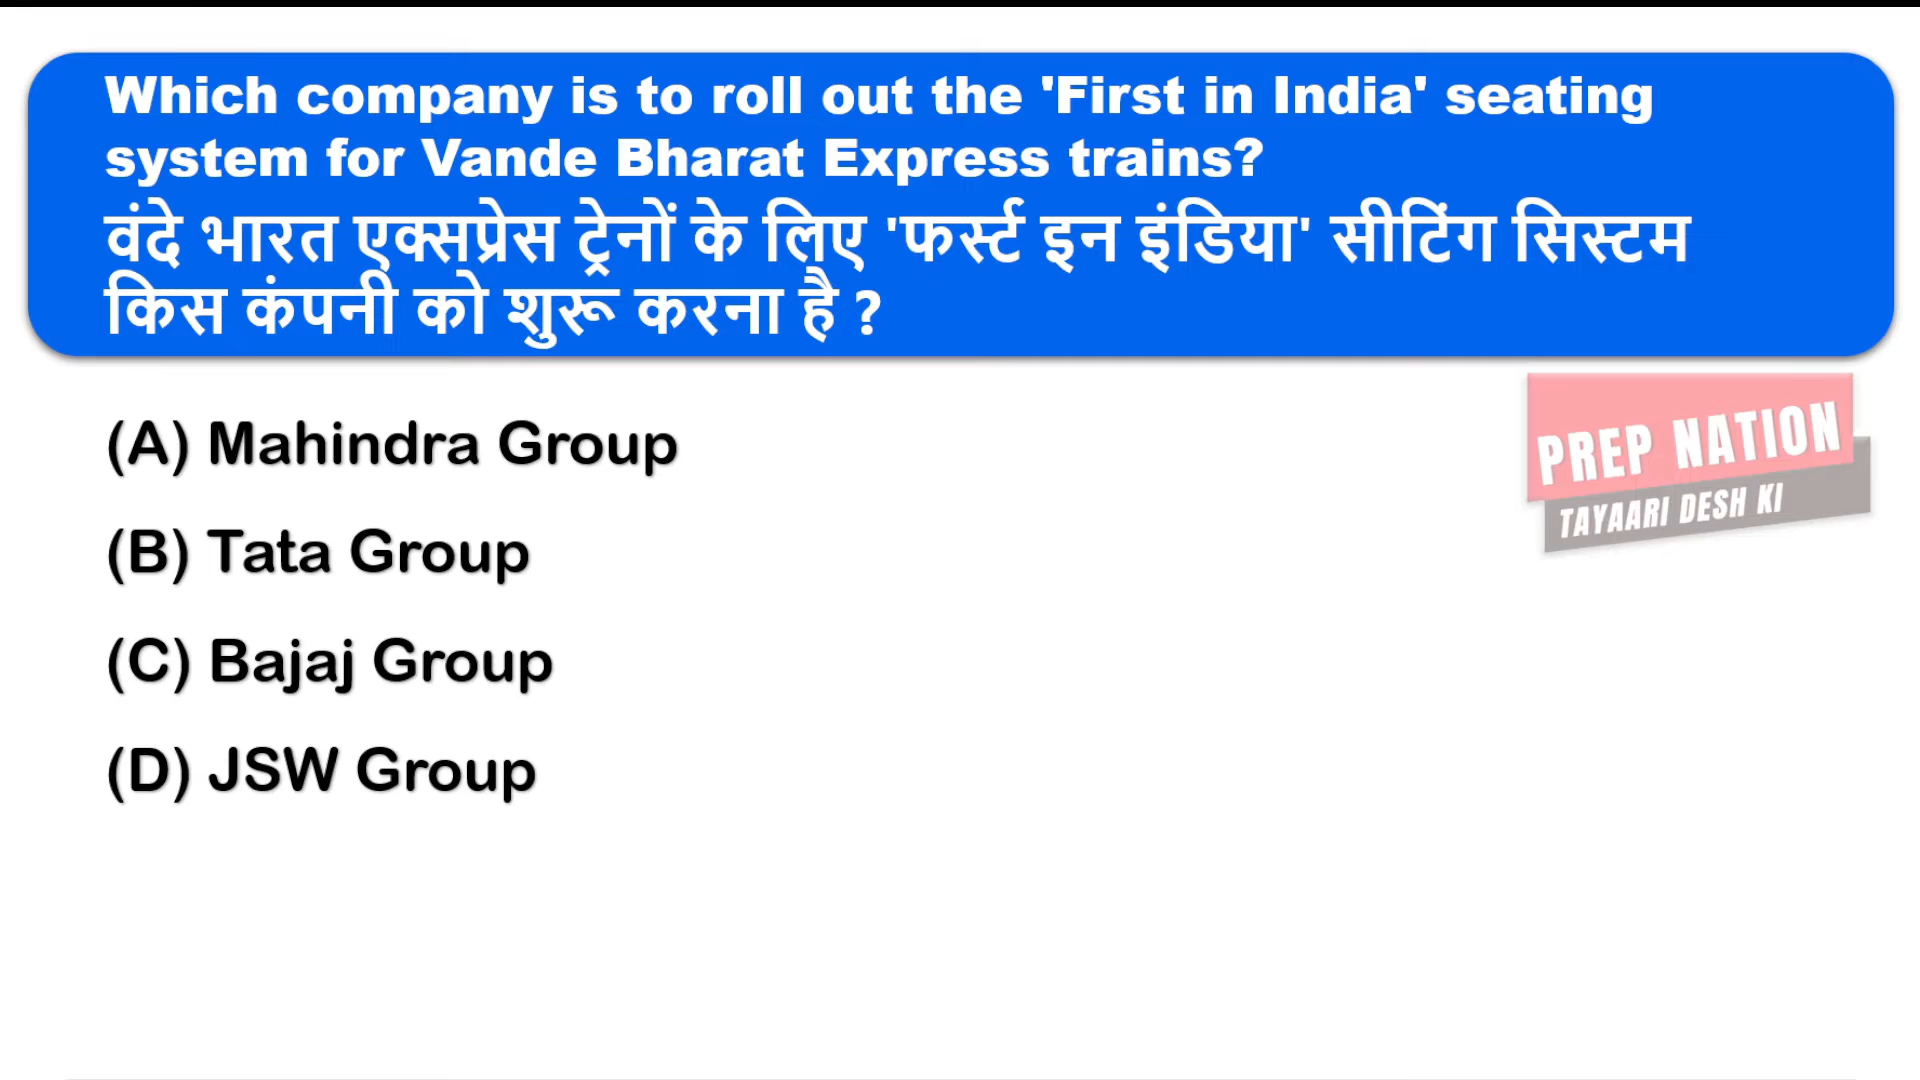 Which company is to roll out the 'First in India' seating
system for Vande Bharat Express trains?
वंदे भारत एक्सप्रेस ट्रेनों के लिए 'फर्स्ट इन इंडिया' सीटिंग सिस्टम
किस कंपनी को शुरू करना है ?
(A) Mahindra Group
PREP NATION
TAYAARI DESH KI
(B) Tata Group
(C) Bajaj Group
(D) JSW Group